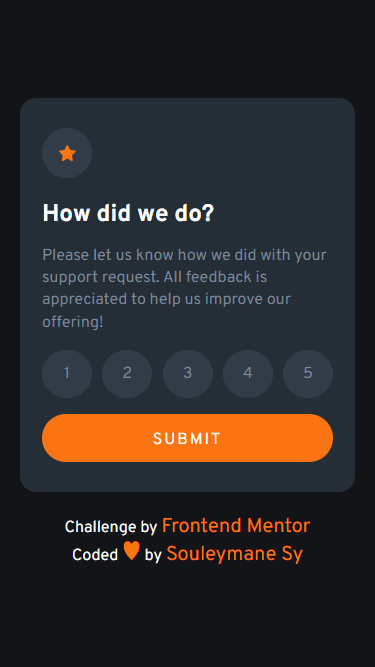 How did we do?
Please let us know how we did with your
support request. All feedback is
appreciated to help us improve our
offering!
1 2 3 4 5
SUBMIT
Challenge by Frontend Mentor
Coded 🧡 by Souleymane Sy